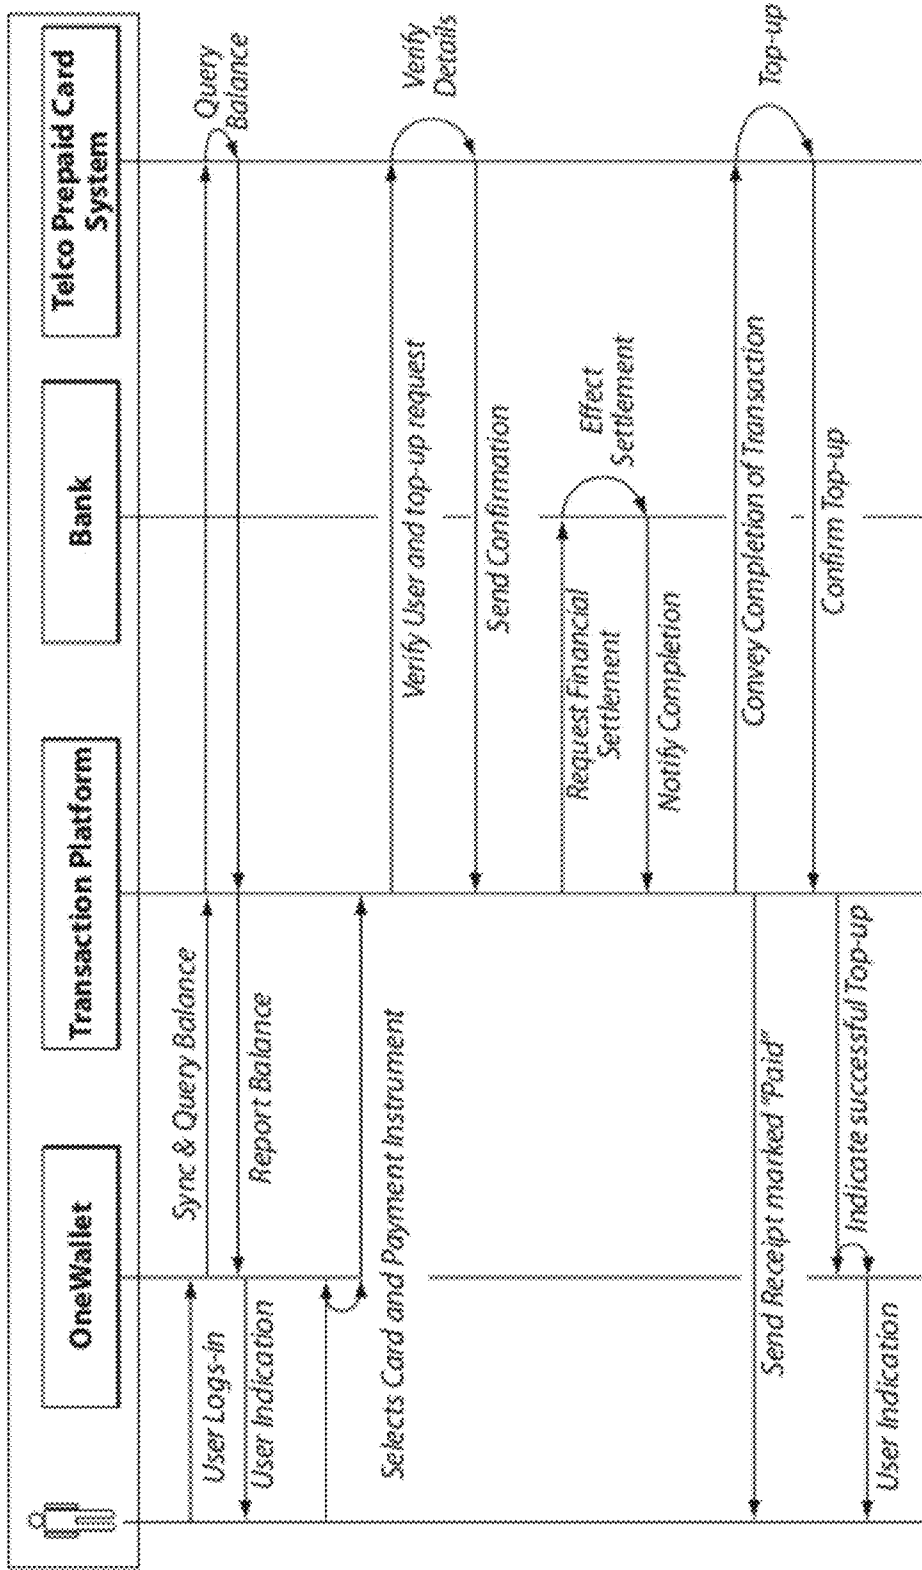 OneWallet
Transaction Platform
Bank
Telco Prepaid Card
System
User Logs-in
Sync & Query Balance
Query
Balance
Report Balance
User Indication
Selects Card and Payment Instrument
Verify User and top-up request
Verify
Details
Send Confirmation
Request Financial
Settlement
Effect
Settlement
Notify Completion
Convey Completion of Transaction
Top-up
Send Receipt marked "Paid"
Confirm Top-up
Indicate successful Top-up
User Indication